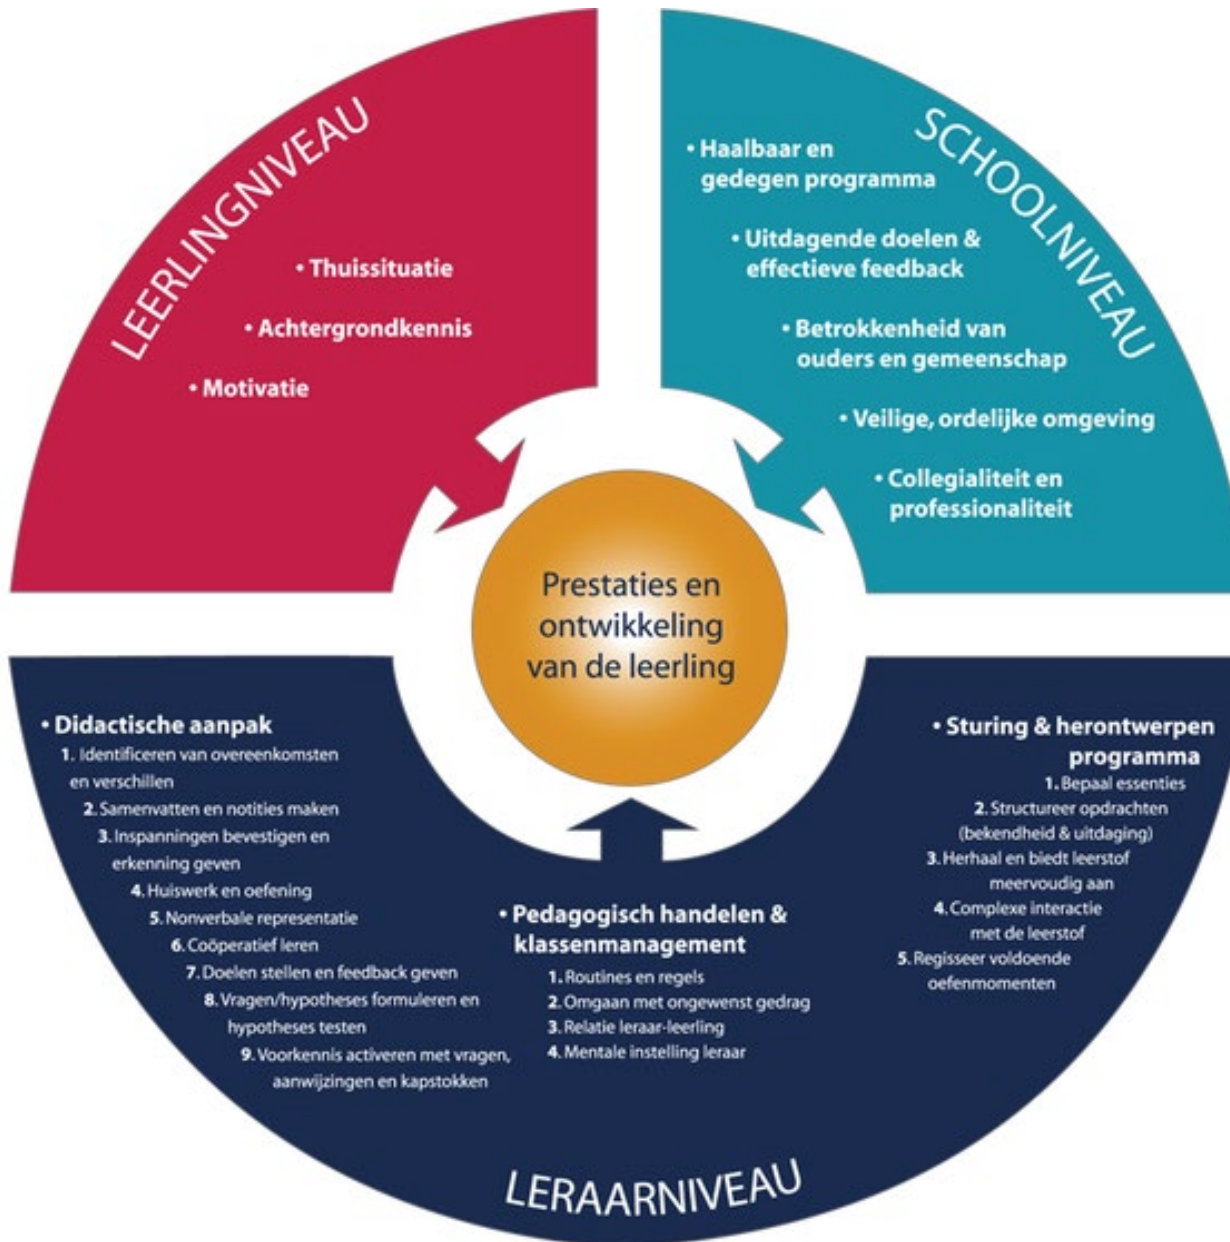 LEERLINGNIVEAU
• Thuissituatie
• Achtergrondkennis
• Motivatie
SCHOOLNIVEAU
• Haalbaar en
gedegen programma
• Uitdagende doelen &
effectieve feedback
• Betrokkenheid van
ouders en gemeenschap
• Veilige, ordelijke omgeving
• Collegialiteit en
professionaliteit
Prestaties en
ontwikkeling
van de leerling
• Didactische aanpak
1. Identificeren van overeenkomsten
en verschillen
2. Samenvatten en notities maken
3. Inspanningen bevestigen en
erkenning geven
4. Huiswerk en oefening
5. Nonverbale representatie
6. Coöperatief leren
7. Doelen stellen en feedback geven
8. Vragen/hypotheses formuleren en
hypotheses testen
9. Voorkennis activeren met vragen,
aanwijzingen en kapstokken
• Pedagogisch handelen &
klassenmanagement
1. Routines en regels
2. Omgaan met ongewenst gedrag
3. Relatie leraar-leerling
4. Mentale instelling leraar
• Sturing & herontwerpen
programma
1. Bepaal essenties
2. Structureer opdrachten
(bekendheid & uitdaging)
3. Herhaal en biedt leerstof
meervoudig aan
4. Complexe interactie
met de leerstof
5. Regisseer voldoende
oefenmomenten
LERAARNIVEAU